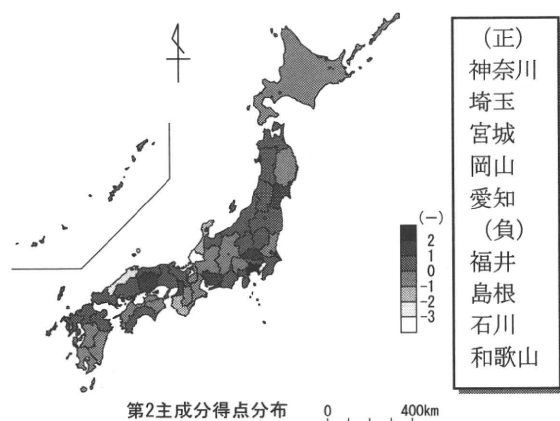 (正)
神奈川
埼玉
宮城
岡山
愛知
(負)
福井
島根
石川
和歌山
(—)
2
1
0
-1
-2
-3
第2主成分得点分布
0 400km